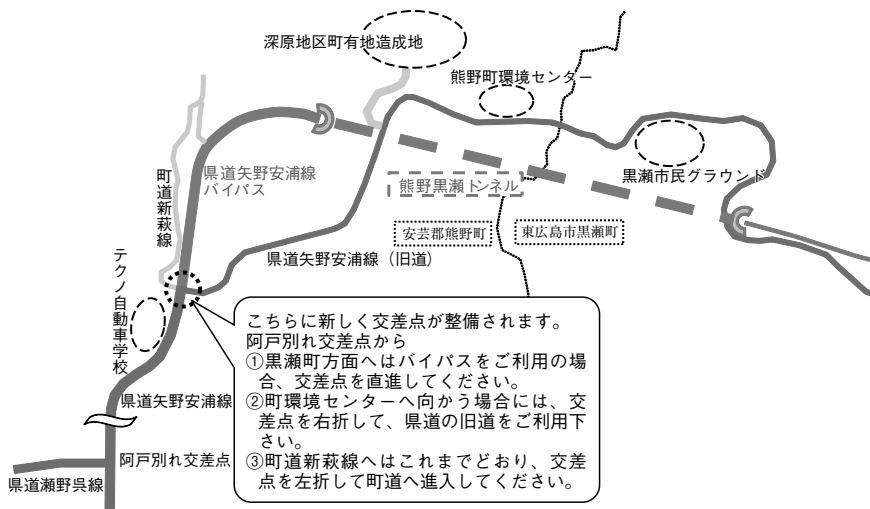 深原地区町有地造成地
熊野町環境センター
黒瀬市民グラウンド
県道矢野安浦線
バイパス
熊野黒瀬トンネル
町道新萩線
安芸郡熊野町
東広島市黒瀬町
県道矢野安浦線（旧道）
テクノ自動車学校
こちらに新しく交差点が整備されます。
阿戸別れ交差点から
①黒瀬町方面へはバイパスをご利用の場
合、交差点を直進してください。
②町環境センターへ向かう場合には、交
差点を右折して、県道の旧道をご利用下
さい。
③町道新萩線へはこれまでどおり、交差
点を左折して町道へ進入してください。
県道矢野安浦線
阿戸別れ交差点
県道瀬野呉線